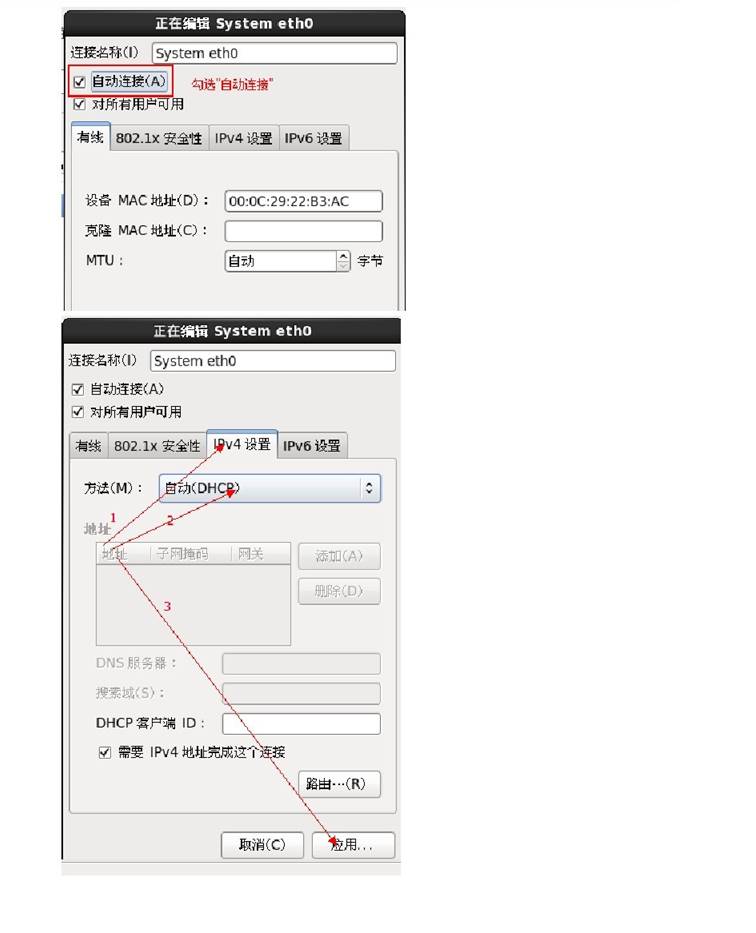 正在编辑 System eth0
连接名称(I) System eth0
自动连接(A) 勾选"自动连接"
对所有用户可用
有线 802.1x 安全性 IPv4 设置 IPv6 设置
设备 MAC 地址(D)： 00:0C:29:22:B3:AC
克隆 MAC 地址(C)：
MTU： 自动 字节
正在编辑 System eth0
连接名称(I) System eth0
自动连接(A)
对所有用户可用
有线 802.1x 安全性 IPv4 设置 IPv6 设置
方法(M)： 自动(DHCP)
1 2
地址
地址 子网掩码 网关 添加(A)
删除(D)
3
DNS 服务器：
搜索域(S)：
DHCP 客户端 ID：
需要 IPv4 地址完成这个连接
路由…(R)
取消(C) 应用...